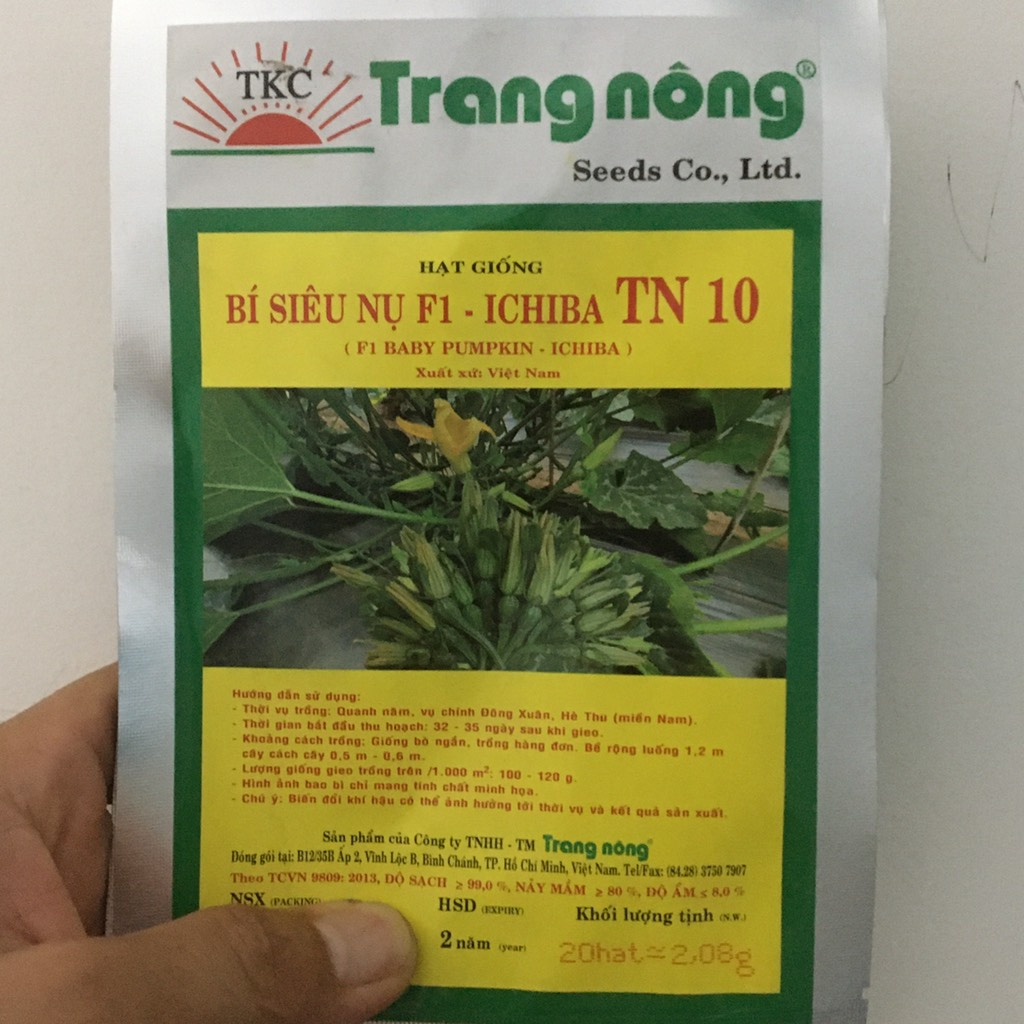 TKC
Trang nông®
Seeds Co., Ltd.
HẠT GIỐNG
BÍ SIÊU NỤ F1 - ICHIBA TN 10
( F1 BABY PUMPKIN - ICHIBA )
Xuất xứ: Việt Nam
Hướng dẫn sử dụng:
- Thời vụ trồng: Quanh năm, vụ chính Đông Xuân, Hè Thu (miền Nam).
- Thời gian bắt đầu thu hoạch: 32 - 35 ngày sau khi gieo.
- Khoảng cách trồng: Giống bò ngắn, trồng hàng đơn. Bề rộng luống 1,2 m
cây cách cây 0,5 m - 0,6 m.
- Lượng giống gieo trồng trên /1.000 m²: 100 - 120 g.
- Hình ảnh bao bì chỉ mang tính chất minh họa.
- Chú ý: Biến đổi khí hậu có thể ảnh hưởng tới thời vụ và kết quả sản xuất.
Sản phẩm của Công ty TNHH - TM Trang nông®
Đóng gói tại: B12/35B Ấp 2, Vĩnh Lộc B, Bình Chánh, TP. Hồ Chí Minh, Việt Nam. Tel/Fax: (84.28) 3750 7907
Theo TCVN 9809: 2013, ĐỘ SẠCH ≥ 99,0 %, NẢY MẦM ≥ 80 %, ĐỘ ẨM ≤ 8,0 %
NSX (PACKING) HSD (EXPIRY) Khối lượng tịnh (N.W.)
2 năm (year) 20hat≈2.08g